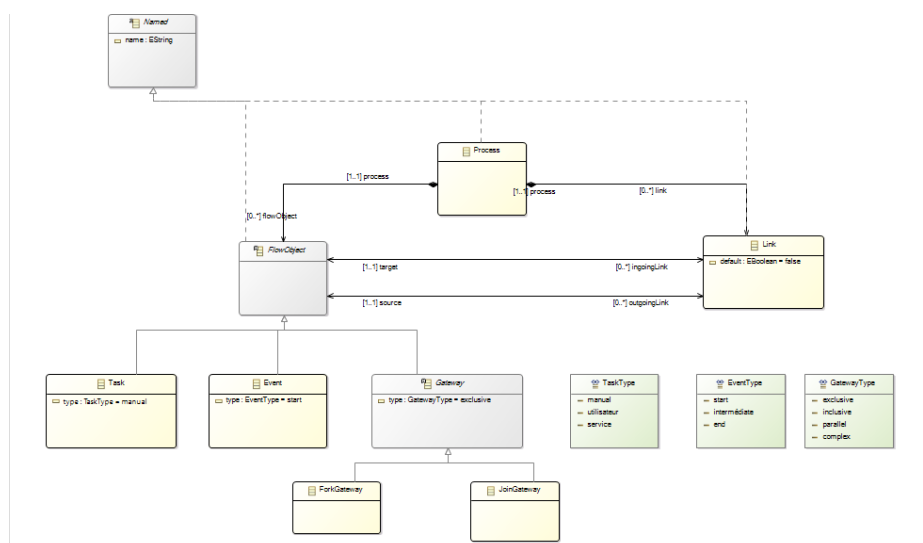 Named
name : EString
Process
[1..1] process
[1..1] process
[0..*] link
[0..*] flowObject
FlowObject
Link
default : EBoolean = false
[1..1] target
[0..*] ingoingLink
[1..1] source
[0..*] outgoingLink
Task
type : TaskType = manual
Event
type : EventType = start
Gateway
type : GatewayType = exclusive
TaskType
manual
utilisateur
service
EventType
start
intermédiate
end
GatewayType
exclusive
inclusive
parallel
complex
ForkGateway
JoinGateway